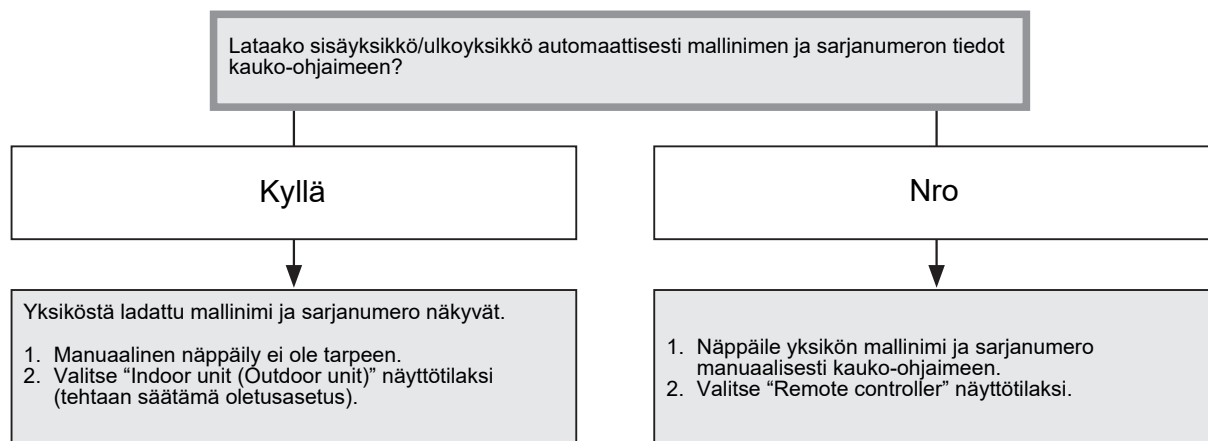 Lataako sisäyksikkö/ulkoyksikkö automaattisesti mallinimen ja sarjanumeron tiedot
kauko-ohjaimeen?
Kyllä
Nro
Yksiköstä ladattu mallinimi ja sarjanumero näkyvät.
1. Manuaalinen näppäily ei ole tarpeen.
2. Valitse “Indoor unit (Outdoor unit)” näyttötilaksi
(tehtaan säätämä oletusasetus).
1. Näppäile yksikön mallinimi ja sarjanumero
manuaalisesti kauko-ohjaimeen.
2. Valitse “Remote controller” näyttötilaksi.